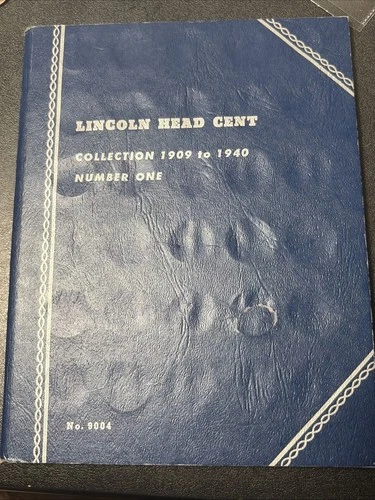 LINCOLN HEAD CENT
COLLECTION 1909 to 1940
NUMBER ONE
No. 9004